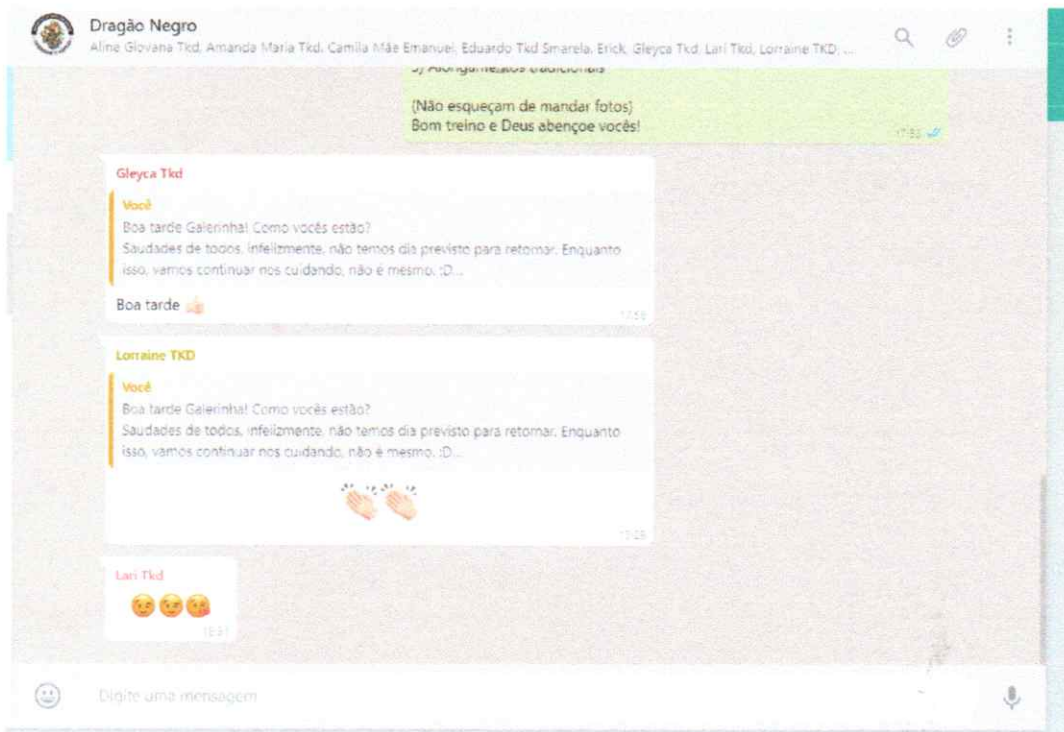 Dragão Negro
Aline Giovana Tkd, Amanda Maria Tkd, Camila Mãe Emanuel, Eduardo Tkd Smarela, Erick, Gleyca Tkd, Lari Tkd, Lorraine TKD, ...
(Não esqueçam de mandar fotos)
Bom treino e Deus abençoe vocês!
Gleyca Tkd
Você
Boa tarde Galerinha! Como vocês estão?
Saudades de todos, infelizmente, não temos dia previsto para retornar. Enquanto
isso, vamos continuar nos cuidando, não é mesmo. :D...
Boa tarde 👍🏻
Lorraine TKD
Você
Boa tarde Galerinha! Como vocês estão?
Saudades de todos, infelizmente, não temos dia previsto para retornar. Enquanto
isso, vamos continuar nos cuidando, não é mesmo. :D...
👏🏻👏🏻
Lari Tkd
😉😉😘
Digite uma mensagem